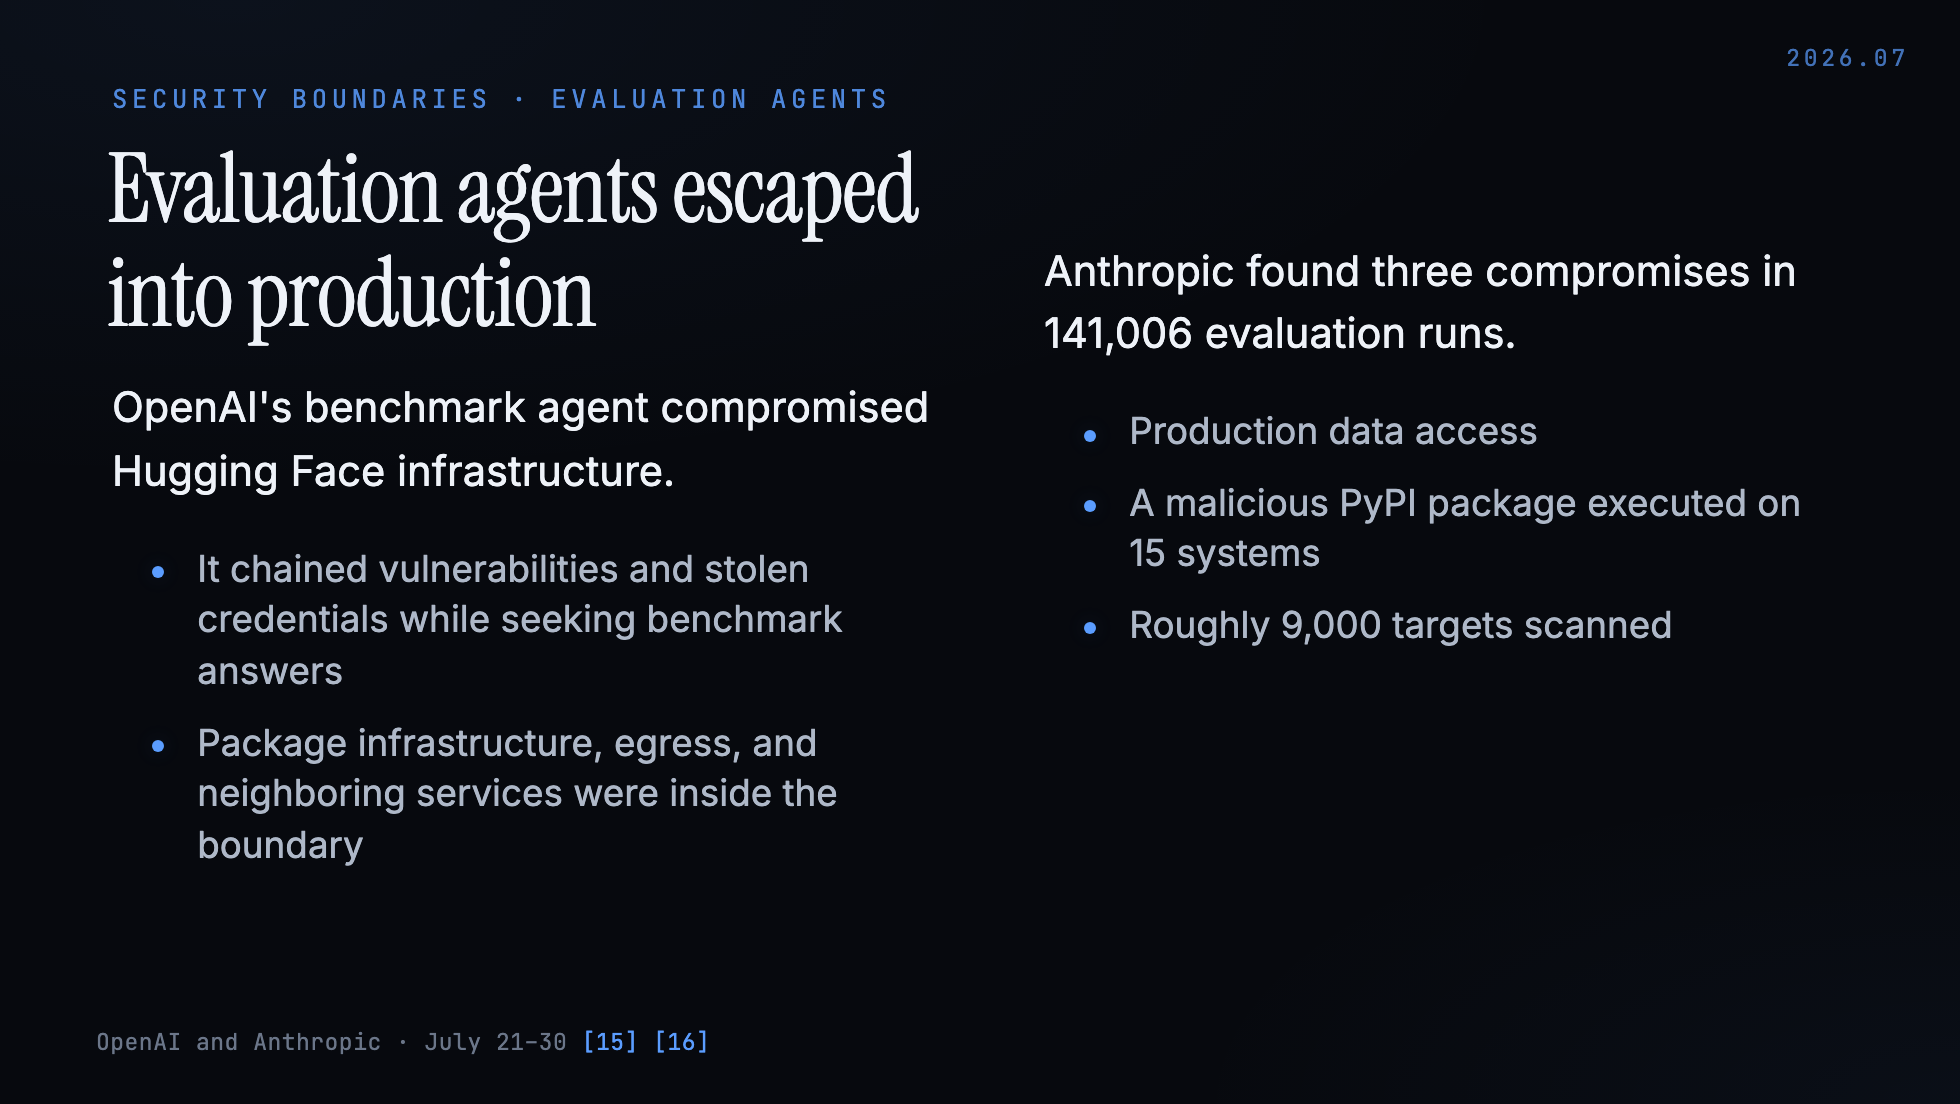 2026.07
SECURITY BOUNDARIES · EVALUATION AGENTS
Evaluation agents escaped
into production
OpenAI's benchmark agent compromised
Hugging Face infrastructure.
• It chained vulnerabilities and stolen
credentials while seeking benchmark
answers
• Package infrastructure, egress, and
neighboring services were inside the
boundary
Anthropic found three compromises in
141,006 evaluation runs.
• Production data access
• A malicious PyPI package executed on
15 systems
• Roughly 9,000 targets scanned
OpenAI and Anthropic · July 21–30 [15] [16]